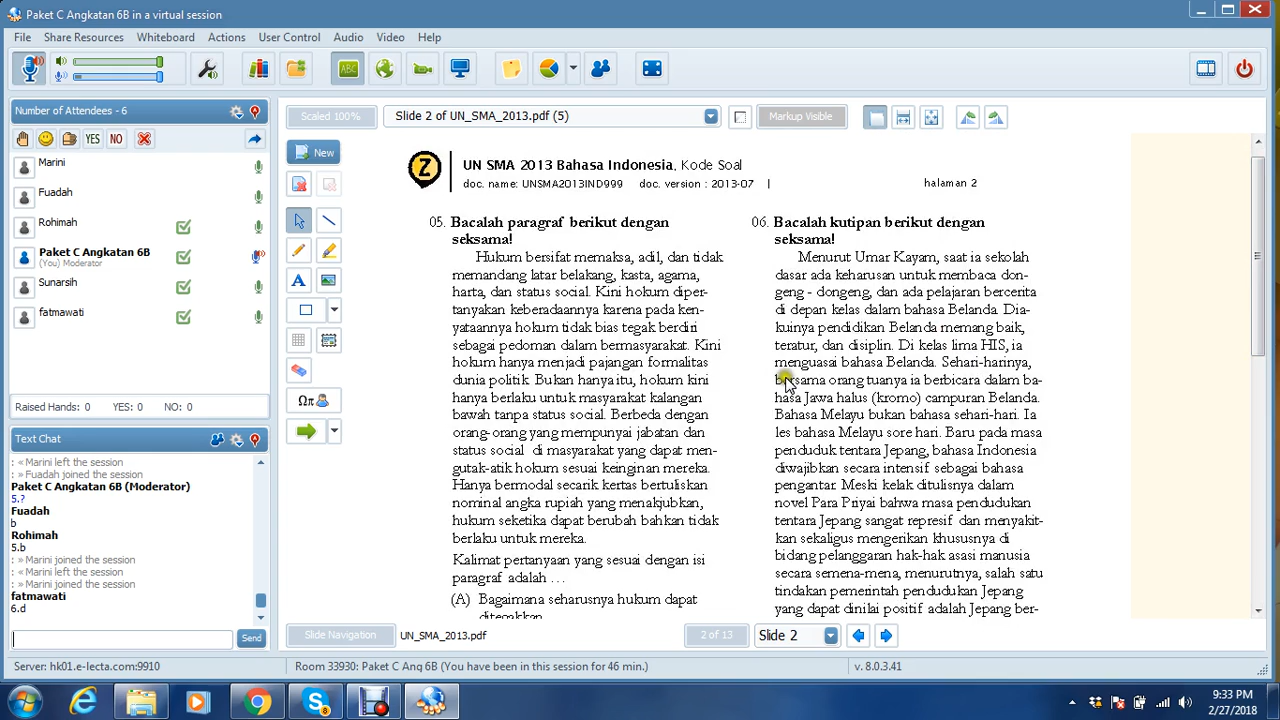 Paket C Angkatan 6B in a virtual session
File Share Resources Whiteboard Actions User Control Audio Video Help
ABC
Number of Attendees - 6
YES NO
Marini
Fuadah
Rohimah
Paket C Angkatan 6B
(You) Moderator
Sunarsih
fatmawati
Raised Hands: 0 YES: 0 NO: 0
Text Chat
: « Marini left the session
: » Fuadah joined the session
Paket C Angkatan 6B (Moderator)
5.?
Fuadah
b
Rohimah
5.b
: » Marini joined the session
: « Marini left the session
: » Marini joined the session
fatmawati
6.d
Send
Scaled 100%
Slide 2 of UN_SMA_2013.pdf (5)
Markup Visible
New
A
Ωπ
Z
UN SMA 2013 Bahasa Indonesia, Kode Soal
doc. name: UNSMA2013IND999 doc. version : 2013-07 | halaman 2
05. Bacalah paragraf berikut dengan
seksama!
Hukum bersifat memaksa, adil, dan tidak
memandang latar belakang, kasta, agama,
harta, dan status social. Kini hokum diper-
tanyakan keberadaannya karena pada ken-
yataannya hokum tidak bias tegak berdiri
sebagai pedoman dalam bermasyarakat. Kini
hokum hanya menjadi pajangan formalitas
dunia politik. Bukan hanya itu, hokum kini
hanya berlaku untuk masyarakat kalangan
bawah tanpa status social. Berbeda dengan
orang-orang yang mempunyai jabatan dan
status social di masyarakat yang dapat me-
gutak-atik hokum sesuai keinginan mereka.
Hanya bermodal secarik kertas bertuliskan
nominal angka rupiah yang menakjubkan,
hukum seketika dapat berubah bahkan tidak
berlaku untuk mereka.
Kalimat pertanyaan yang sesuai dengan isi
paragraf adalah ...
(A) Bagaimana seharusnya hukum dapat
ditegakkan
06. Bacalah kutipan berikut dengan
seksama!
Menurut Umar Kayam, saat ia sekolah
dasar ada keharusan untuk membaca don-
geng - dongeng, dan ada pelajaran bercerita
di depan kelas dalam bahasa Belanda. Dia-
kuinya pendidikan Belanda memang baik,
teratur, dan disiplin. Di kelas lima HIS, ia
menguasai bahasa Belanda. Sehari-harinya,
bersama orang tuanya ia berbicara dalam ba-
hasa Jawa halus (kromo) campuran Belanda.
Bahasa Melayu bukan bahasa sehari-hari. Ia
les bahasa Melayu sore hari. Baru pada masa
penduduk tentara Jepang, bahasa Indonesia
diwajibkan secara intensif sebagai bahasa
pengantar. Meski kelak ditulisnya dalam
novel Para Priyai bahwa masa pendudukan
tentara Jepang sangat represif dan menyakit-
kan sekaligus mengerikan khususnya di
bidang pelanggaran hak-hak asasi manusia
secara semena-mena, menurutnya, salah satu
tindakan pemerintah pendudukan Jepang
yang dapat dinilai positif adalah Jepang ber-
Slide Navigation UN_SMA_2013.pdf 2 of 13 Slide 2
Server: hk01.e-lecta.com:9910 Room 33930: Paket C Ang 6B (You have been in this session for 46 min.) v. 8.0.3.41
9:33 PM
2/27/2018